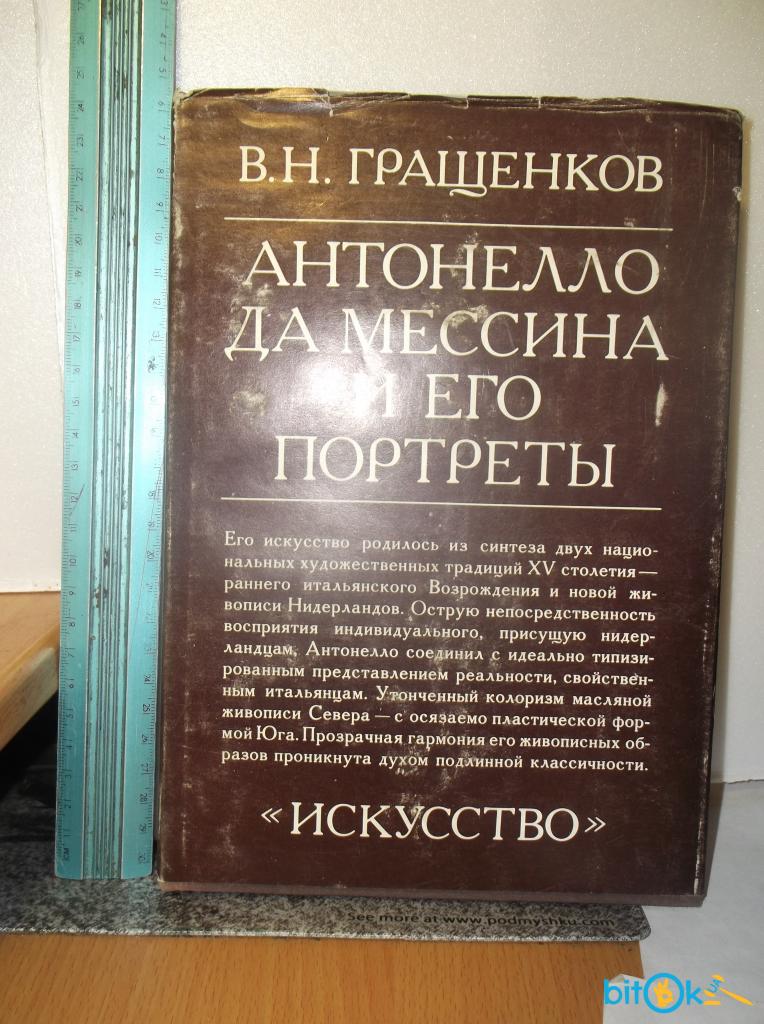 В.Н. ГРАЩЕНКОВ
АНТОНЕЛЛО
ДА МЕССИНА
И ЕГО
ПОРТРЕТЫ
Его искусство родилось из синтеза двух нацио-
нальных художественных традиций XV столетия —
раннего итальянского Возрождения и новой жи-
вописи Нидерландов. Острую непосредственность
восприятия индивидуального, присущую нидер-
ландцам, Антонелло соединил с идеально типизи-
рованным представлением реальности, свойствен-
ным итальянцам. Утонченный колоризм масляной
живописи Севера — с осязаемо пластической фор-
мой Юга. Прозрачная гармония его живописных об-
разов проникнута духом подлинной классичности.
«ИСКУССТВО»
See more at www.podmyshku.com
bitok.ua